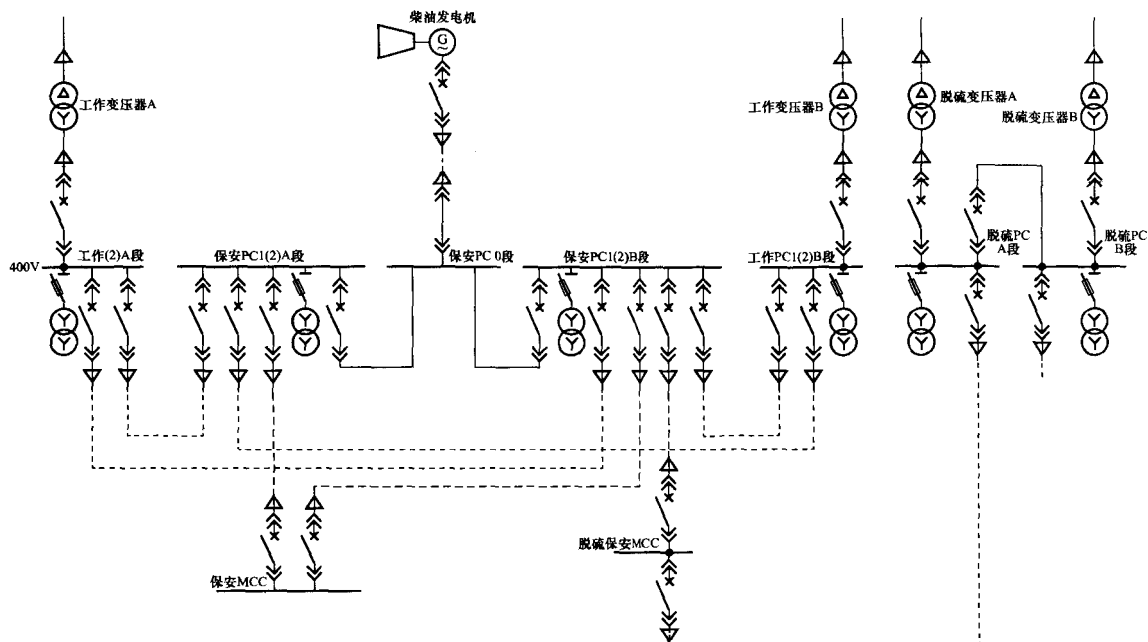 柴油发电机
G
~
工作变压器A
工作变压器B
脱硫变压器A
脱硫变压器B
400V
工作(2)A段
保安PC1(2)A段
保安PC 0段
保安PC1(2)B段
工作PC1(2)B段
脱硫PC
A段
脱硫PC
B段
保安MCC
脱硫保安MCC